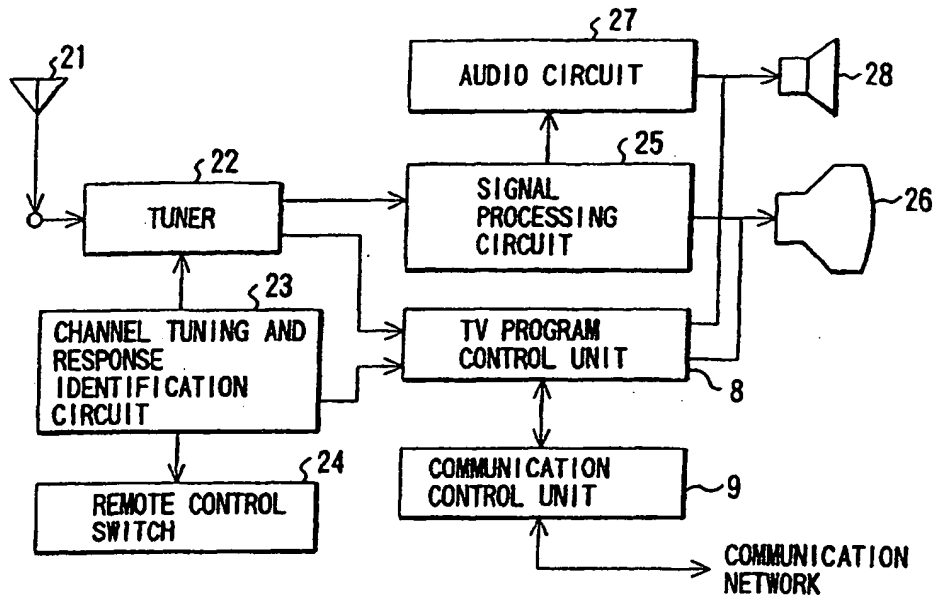 21
22
TUNER
23
CHANNEL TUNING AND
RESPONSE
IDENTIFICATION
CIRCUIT
24
REMOTE CONTROL
SWITCH
27
AUDIO CIRCUIT
28
25
SIGNAL
PROCESSING
CIRCUIT
26
TV PROGRAM
CONTROL UNIT
8
COMMUNICATION
CONTROL UNIT
9
COMMUNICATION
NETWORK